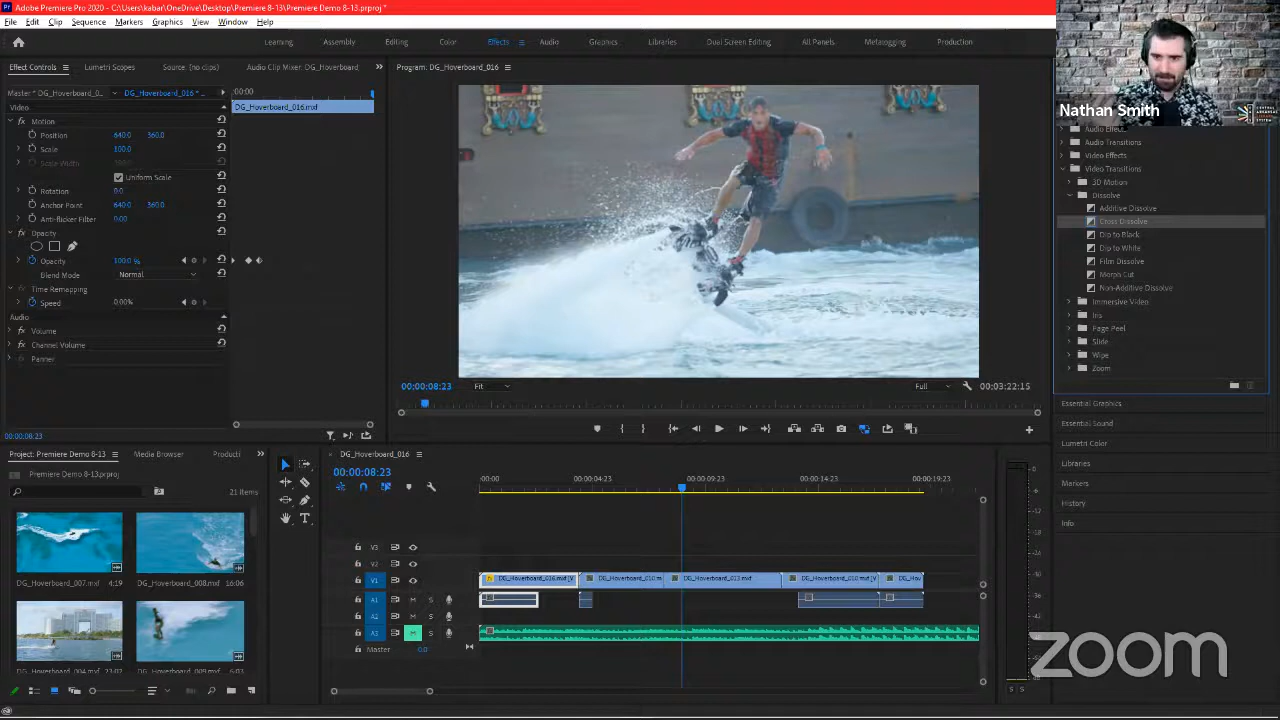 Adobe Premiere Pro 2020 - C:\Users\kabar\OneDrive\Desktop\Premiere 8-13\Premiere Demo 8-13.prproj *
File Edit Clip Sequence Markers Graphics View Window Help
Learning Assembly Editing Color Effects Audio Graphics Libraries Dual Screen Editing All Panels Metalogging Production
Nathan Smith
Effect Controls Lumetri Scopes Source: (no clips) Audio Clip Mixer: DG_Hoverboard
Program: DG_Hoverboard_016
Master * DG_Hoverboard_0... DG_Hoverboard_016 * ... :00:00
Video DG_Hoverboard_016.mxf
Motion
Position 640.0 360.0
Scale 100.0
Scale Width
Uniform Scale
Rotation 0.0
Anchor Point 640.0 360.0
Anti-flicker Filter 0.00
Opacity
Opacity 100.0 %
Blend Mode Normal
Time Remapping
Speed 0.00%
Audio
Volume
Channel Volume
Panner
00:00:08:23
00:00:08:23 Fit Full 00:03:22:15
Audio Effects
Audio Transitions
Video Effects
Video Transitions
3D Motion
Dissolve
Additive Dissolve
Cross Dissolve
Dip to Black
Dip to White
Film Dissolve
Morph Cut
Non-Additive Dissolve
Immersive Video
Iris
Page Peel
Slide
Wipe
Zoom
Essential Graphics
Essential Sound
Lumetri Color
Libraries
Markers
History
Info
Project: Premiere Demo 8-13 Media Browser Producti
Premiere Demo 8-13.prproj
21 Items
DG_Hoverboard_007.mxf 4:19
DG_Hoverboard_008.mxf 16:06
DG_Hoverboard_004.mxf 23:02
DG_Hoverboard_009.mxf 6:03
DG_Hoverboard_016
00:00:08:23
:00:00 00:00:04:23 00:00:09:23 00:00:14:23 00:00:19:23
V3
V2
V1 DG_Hoverboard_016.mxf [V DG_Hoverboard_010.m DG_Hoverboard_013.mxf DG_Hoverboard_010.mxf [V DG_Hov
A1 M S
A2 M S
A3 M S
Master 0.0
0
-6
-12
-18
S S
zoom